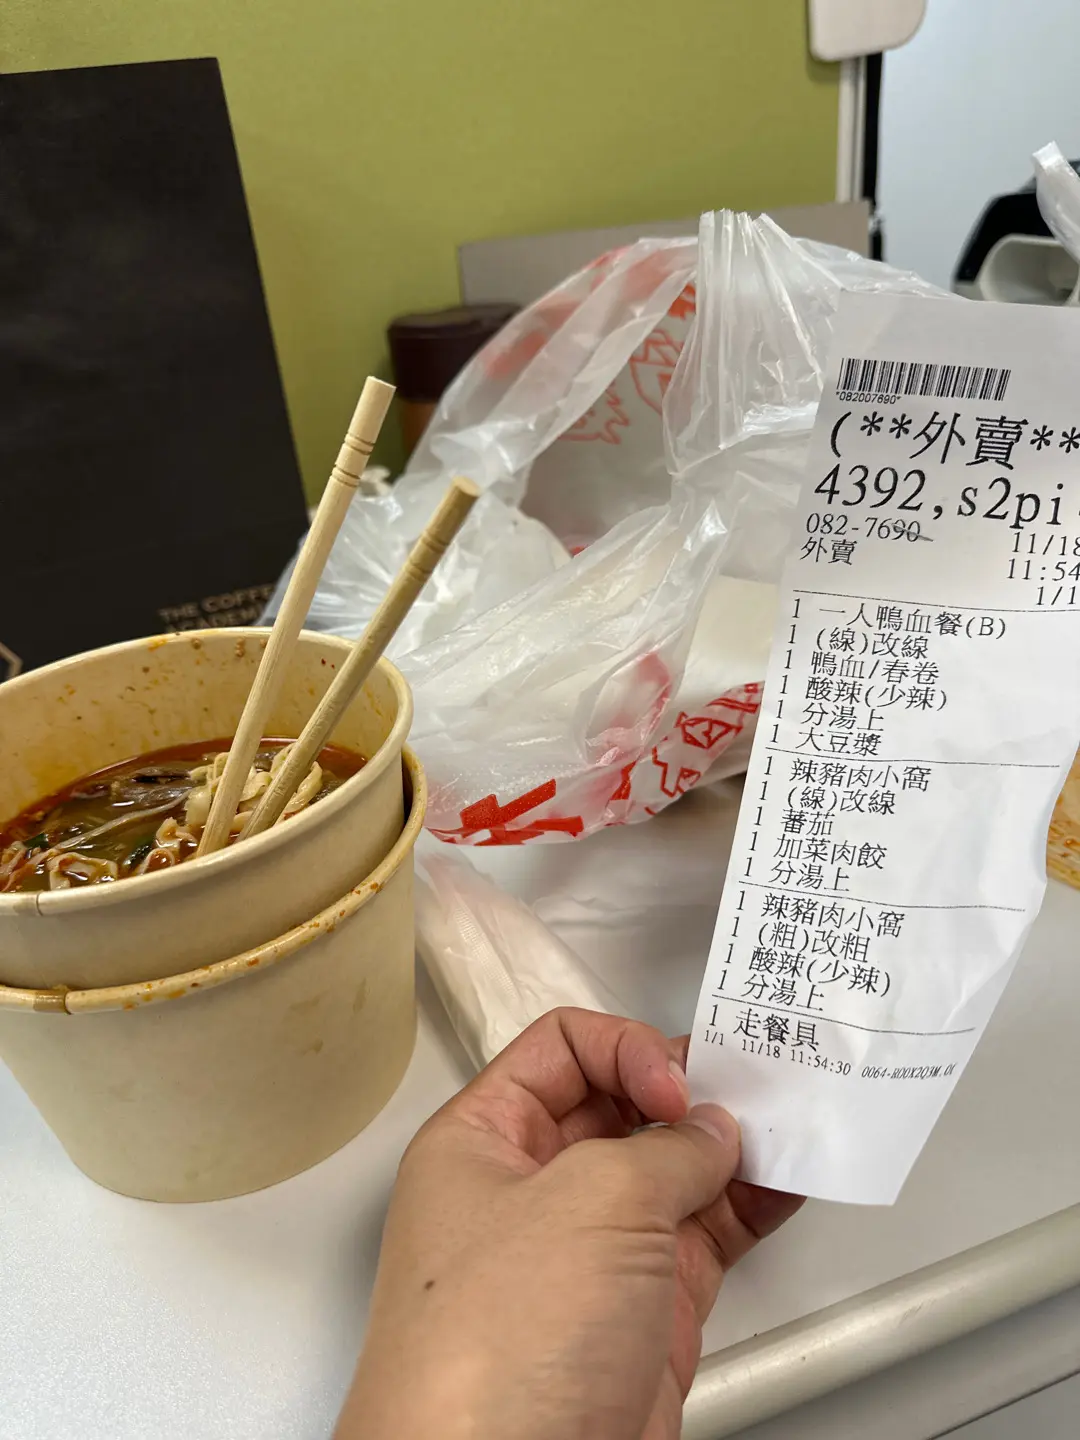 THE COFFEE
ACADEMÏ
*082007690*
(**外賣**
4392,s2pi
082-7690
11/18
外賣
11:54
1/1
1 一人鴨血餐(B)
1 (線)改線
1 鴨血/春卷
1 酸辣(少辣)
1 分湯上
1 大豆漿
1 辣豬肉小窩
1 (線)改線
1 蕃茄
1 加菜肉餃
1 分湯上
1 辣豬肉小窩
1 (粗)改粗
1 酸辣(少辣)
1 分湯上
1 走餐具
1/1 11/18 11:54:30